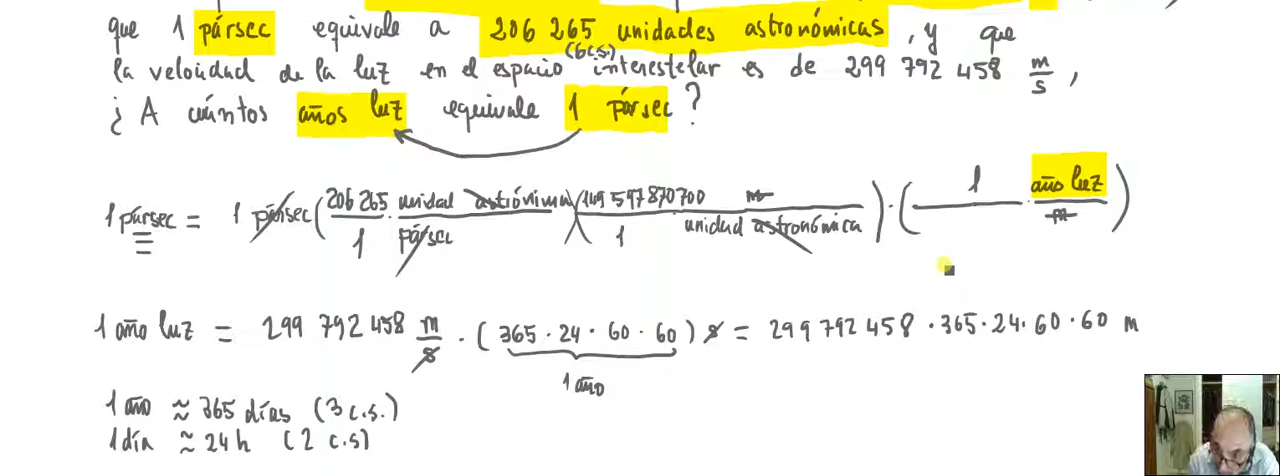 que 1 pársec equivale a 206 265 unidades astronómicas, y que
(6 c.s.)
la velocidad de la luz en el espacio interestelar es de 299 792 458 m/s,
¿A cuántos años luz equivale 1 pársec?
1 pársec = 1 pársec (206 265 unidad astrónima / 1 pársec)(149 597 870 700 m / 1 unidad astronómica) · (1 año luz / m)
1 año luz = 299 792 458 m/s · (365 · 24 · 60 · 60) s = 299 792 458 · 365 · 24 · 60 · 60 m
1 año
1 año ≈ 365 días (3 c.s.)
1 día ≈ 24 h (2 c.s)